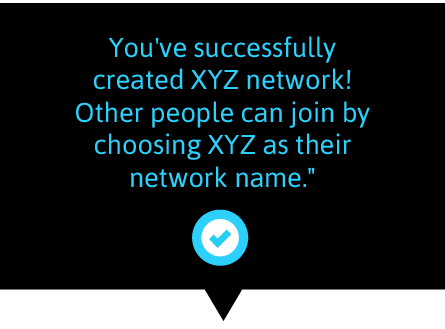 You've successfully
created XYZ network!
Other people can join by
choosing XYZ as their
network name."